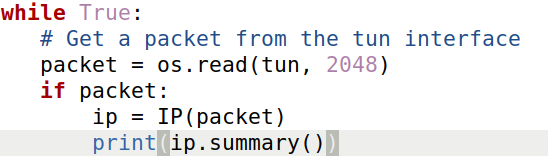 while True:
   # Get a packet from the tun interface
   packet = os.read(tun, 2048)
   if packet:
       ip = IP(packet)
       print(ip.summary())